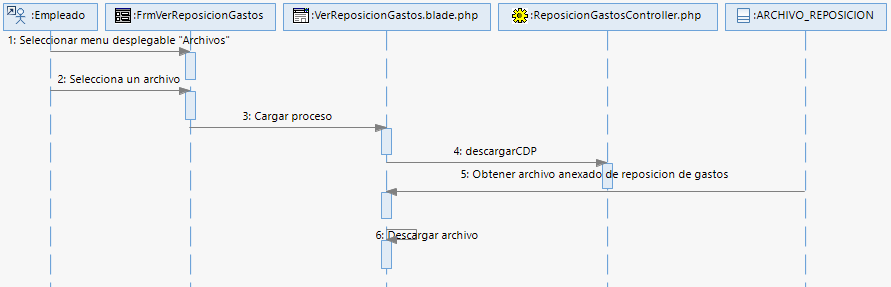 :Empleado
:FrmVerReposicionGastos
:VerReposicionGastos.blade.php
:ReposicionGastosController.php
:ARCHIVO_REPOSICION
1: Seleccionar menu desplegable "Archivos"
2: Selecciona un archivo
3: Cargar proceso
4: descargarCDP
5: Obtener archivo anexado de reposicion de gastos
6: Descargar archivo